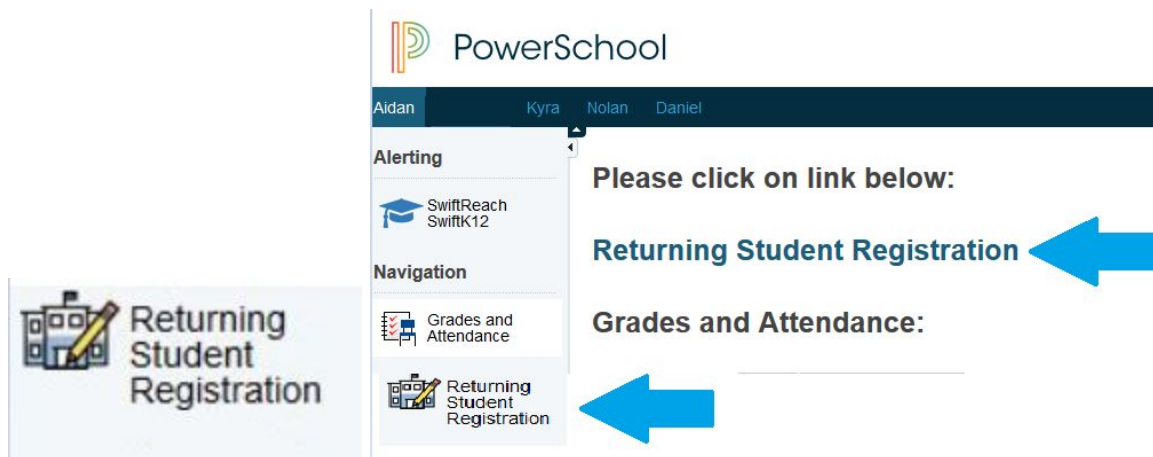 Returning
Student
Registration
PowerSchool
Aidan Kyra Nolan Daniel
Alerting
SwiftReach
SwiftK12
Navigation
Grades and
Attendance
Returning
Student
Registration
Please click on link below:
Returning Student Registration
Grades and Attendance: